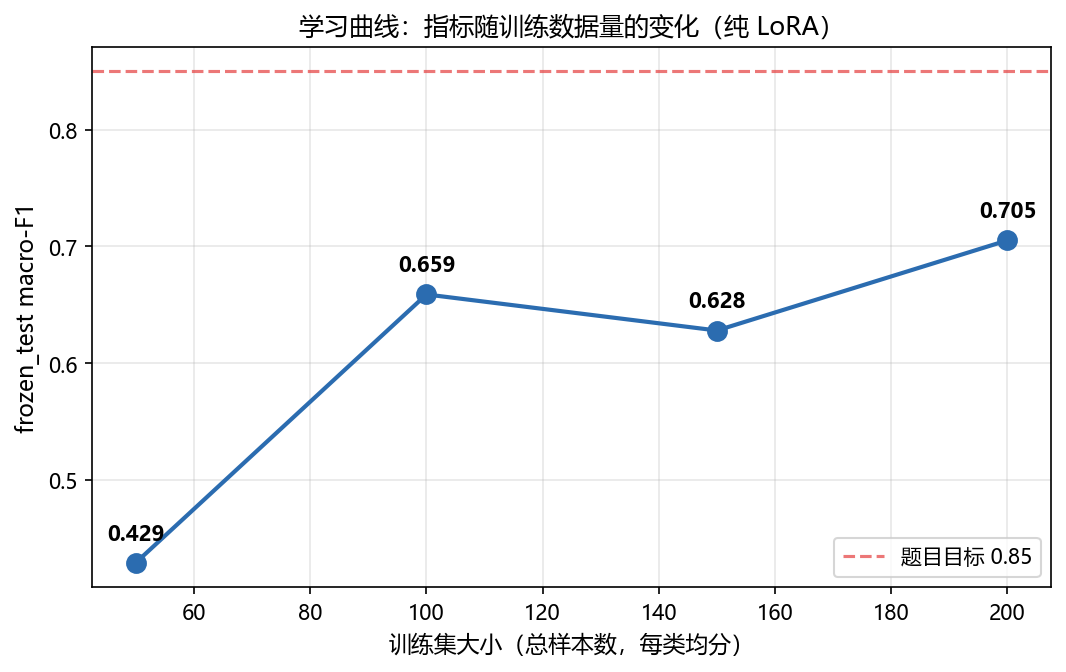 学习曲线：指标随训练数据量的变化（纯 LoRA）
frozen_test macro-F1
0.8
0.7
0.6
0.5
0.429
0.659
0.628
0.705
题目目标 0.85
60 80 100 120 140 160 180 200
训练集大小（总样本数，每类均分）